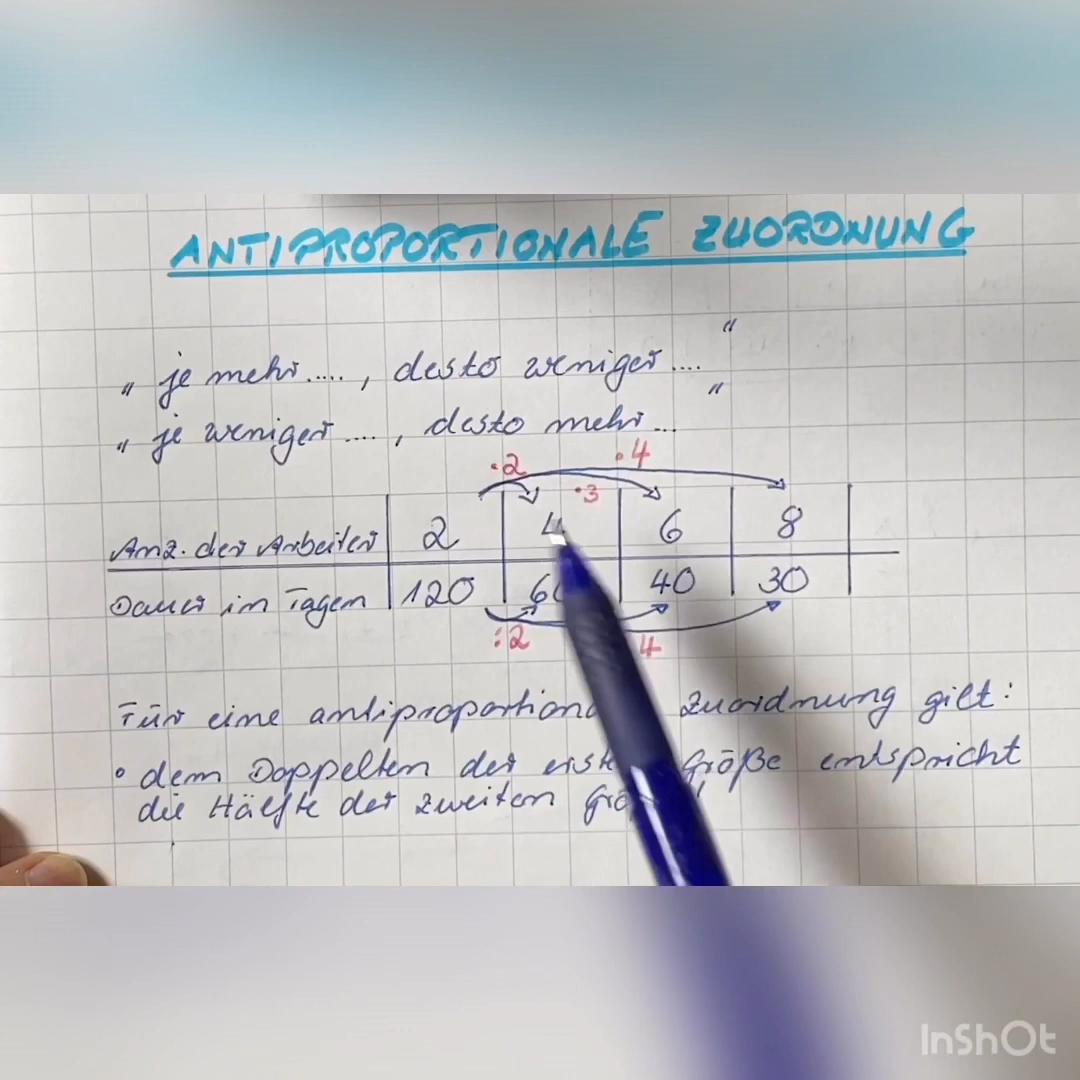 ANTIPROPORTIONALE ZUORDNUNG
„ je mehr....., desto weniger.... "
„ je weniger ...., desto mehr... "
·2 ·4
·3
Anz. der Arbeiter 2 4 6 8
Dauer in Tagen 120 60 40 30
:2 4
Für eine Zuordnung gilt:
• dem Doppelten der Größe entspricht
die Hälfte der zweiten
InShOt